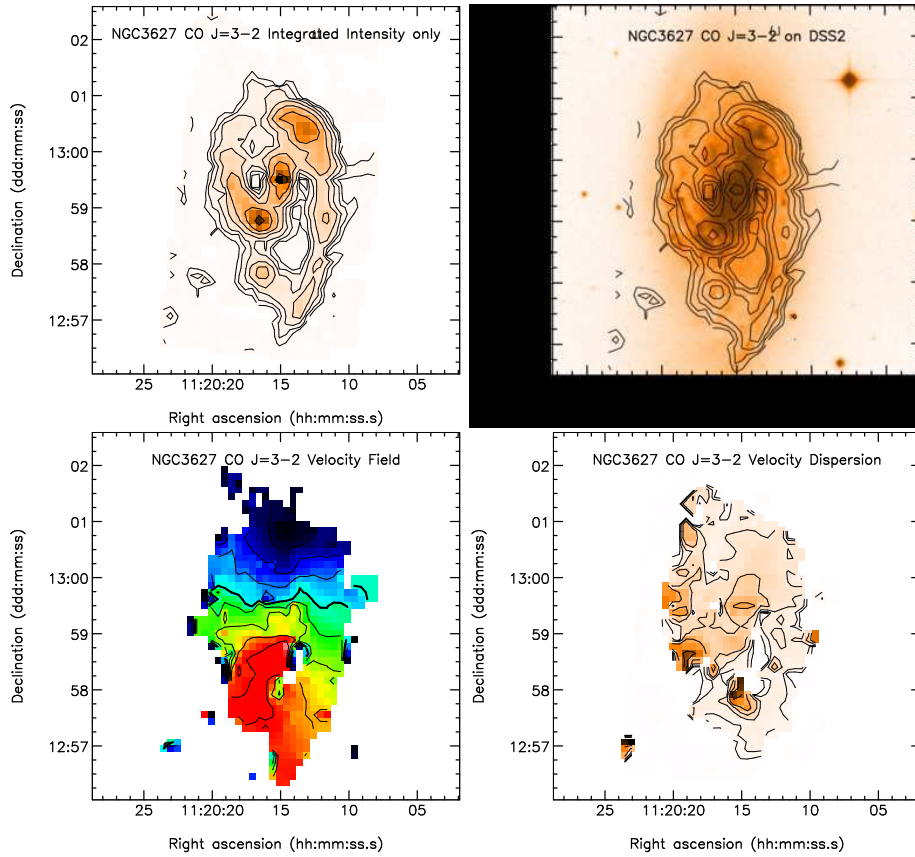 NGC3627 CO J=3-2 Integrated Intensity only
02
01
13:00
59
58
12:57
Declination (ddd:mm:ss)
25 11:20:20 15 10 05
Right ascension (hh:mm:ss.s)
NGC3627 CO J=3-2 on DSS2
NGC3627 CO J=3-2 Velocity Field
02
01
13:00
59
58
12:57
Declination (ddd:mm:ss)
25 11:20:20 15 10 05
Right ascension (hh:mm:ss.s)
NGC3627 CO J=3-2 Velocity Dispersion
02
01
13:00
59
58
12:57
Declination (ddd:mm:ss)
25 11:20:20 15 10 05
Right ascension (hh:mm:ss.s)